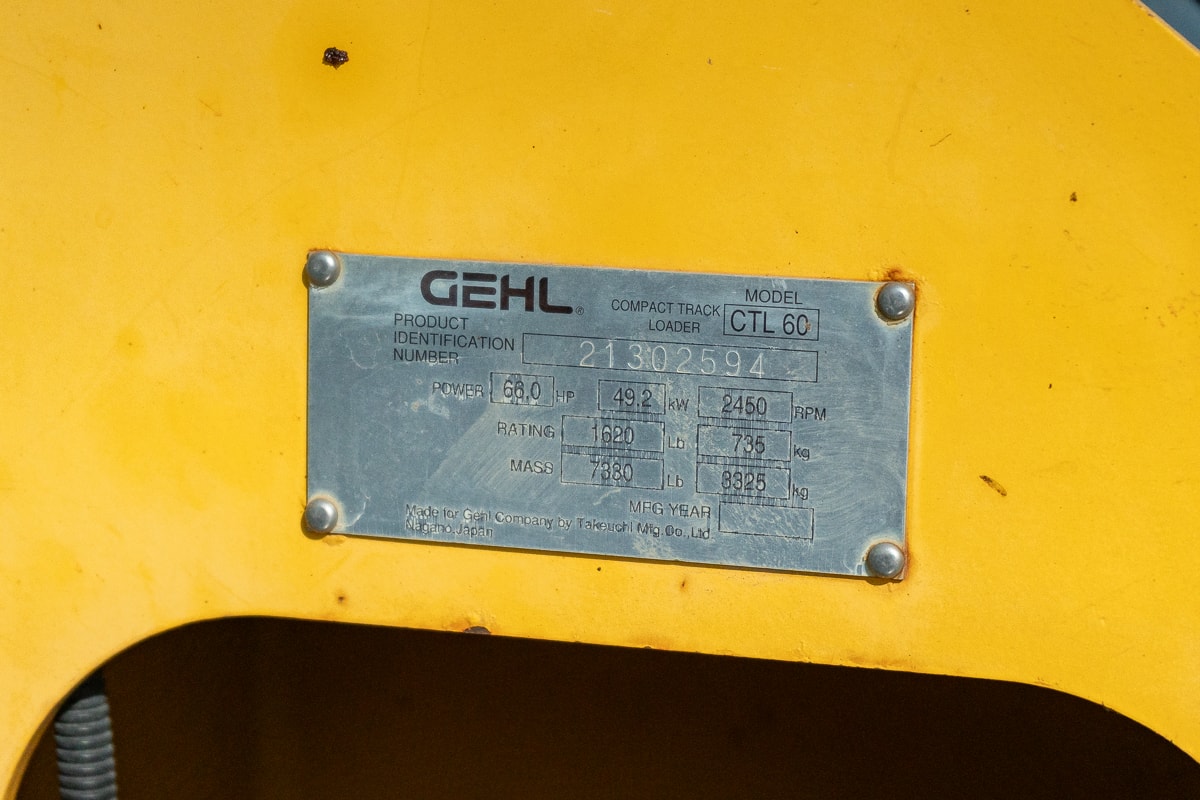 GEHL®
COMPACT TRACK LOADER
MODEL
CTL 60
PRODUCT IDENTIFICATION NUMBER
21302594
POWER 66.0 HP 49.2 kW 2450 RPM
RATING 1620 Lb 735 kg
MASS 7330 Lb 3325 kg
MFG YEAR
Made for Gehl Company by Takeuchi Mfg.Co.,Ltd
Nagano,Japan